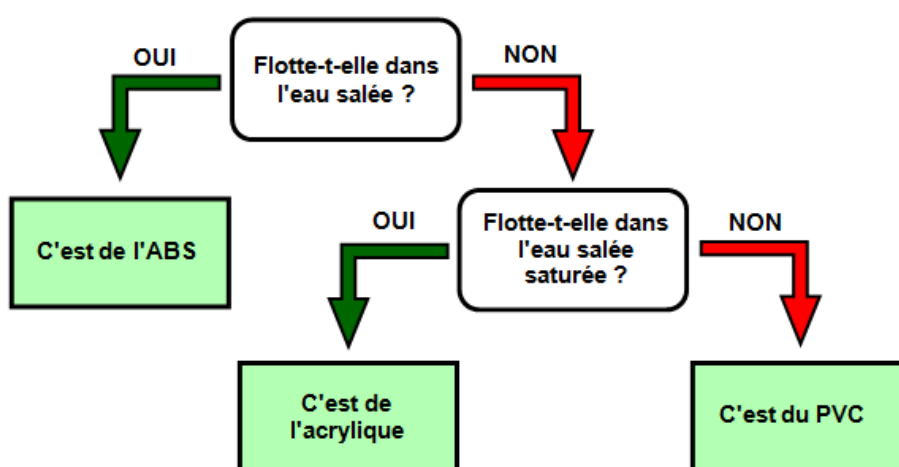 OUI
Flotte-t-elle dans
l'eau salée ?
NON
C'est de l'ABS
OUI
Flotte-t-elle dans
l'eau salée
saturée ?
NON
C'est de
l'acrylique
C'est du PVC